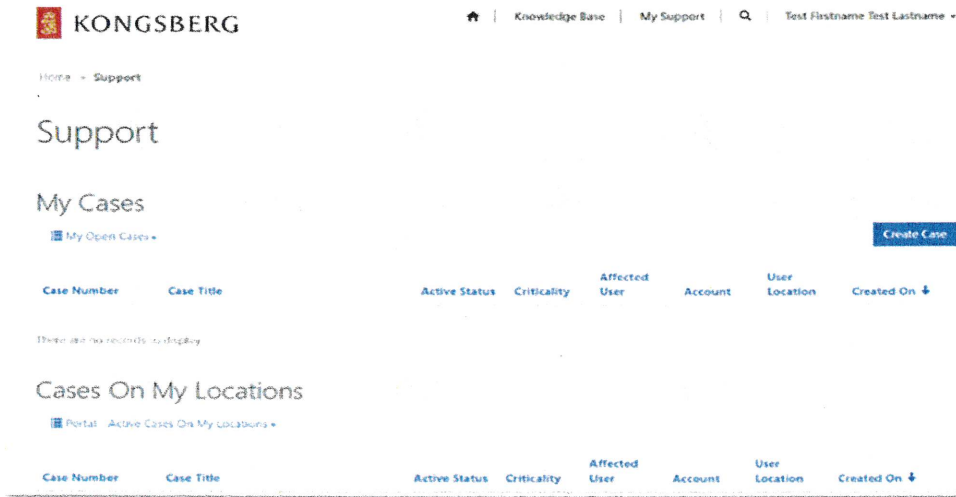 KONGSBERG
Knowledge Base | My Support | Test Firstname Test Lastname
Home Support
Support
My Cases
My Open Cases
Create Case
Case Number Case Title Active Status Criticality Affected User Account User Location Created On
There are no records to display
Cases On My Locations
Portal - Active Cases On My Locations
Case Number Case Title Active Status Criticality Affected User Account User Location Created On